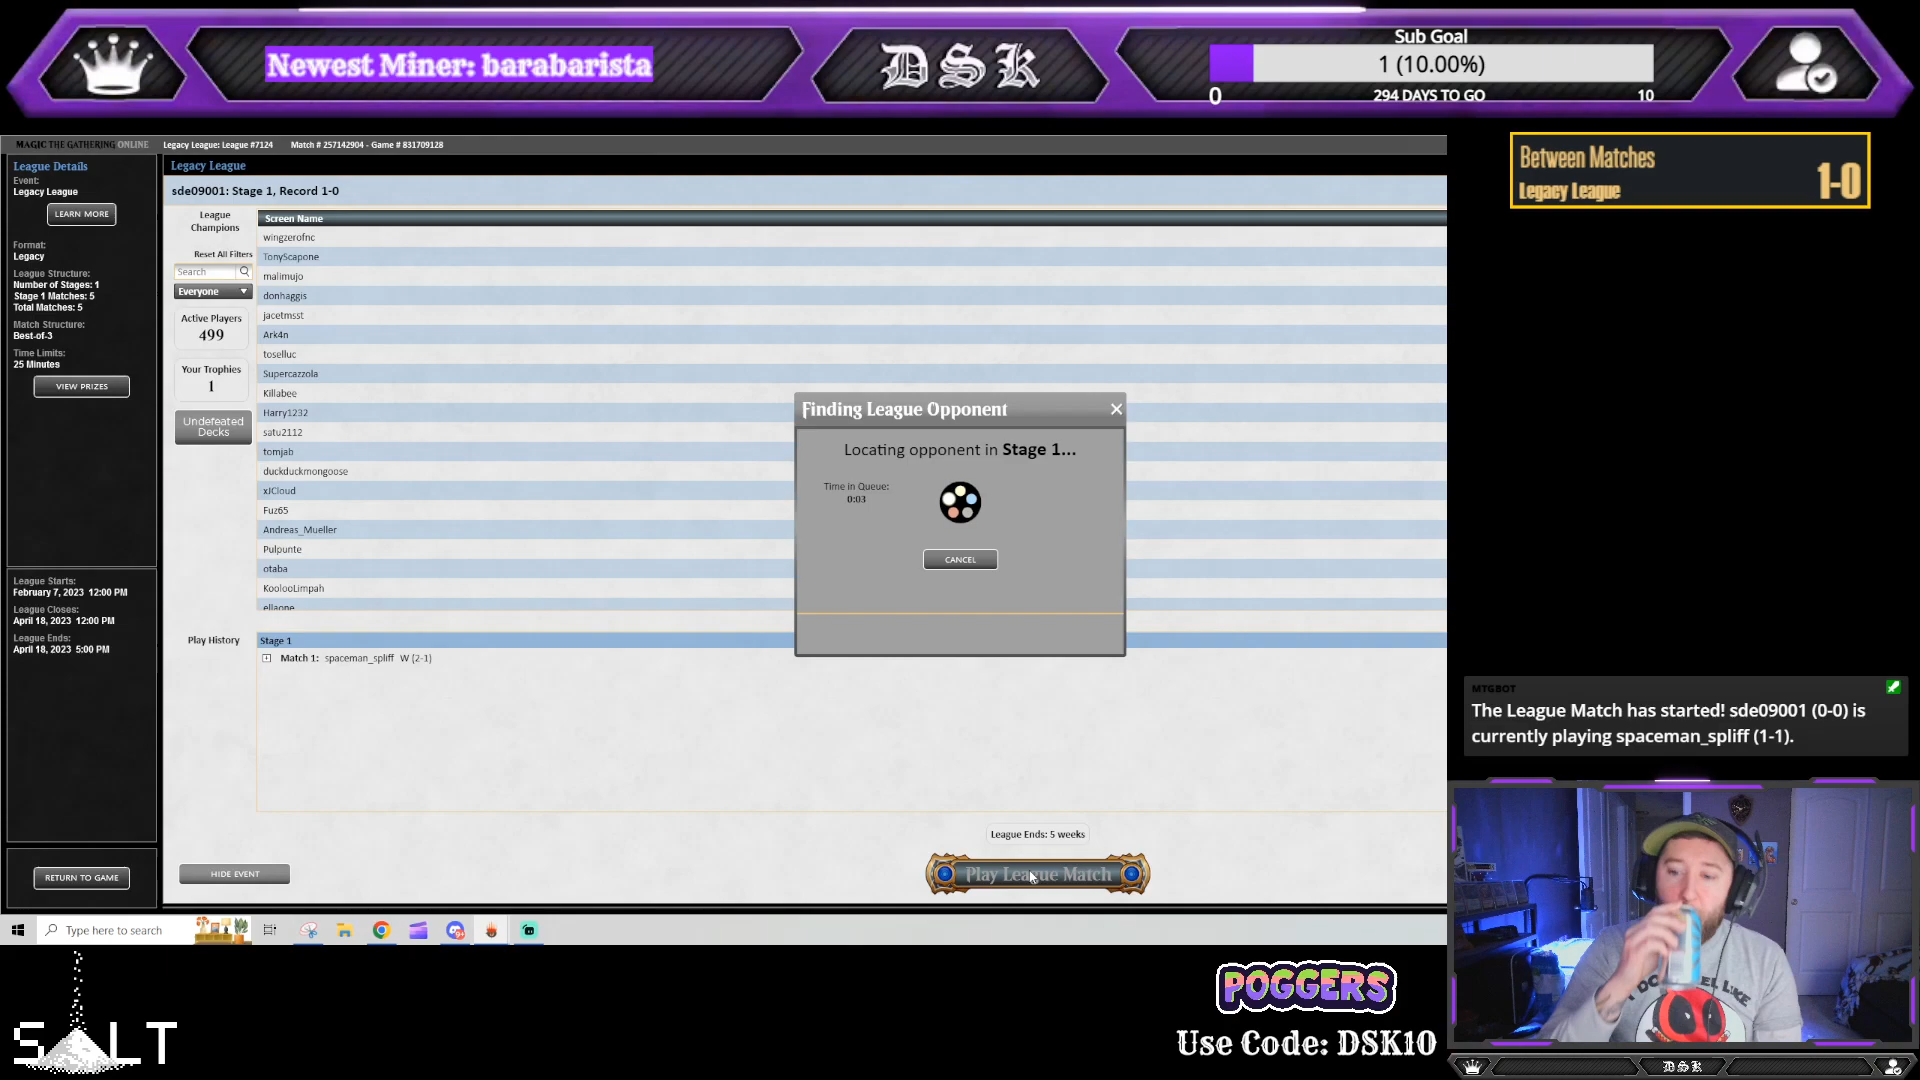 Newest Miner: barabarista
DSK
Sub Goal
1 (10.00%)
0
294 DAYS TO GO
10
MAGIC THE GATHERING ONLINE
Legacy League: League #7124
Match # 257142904 - Game # 831709128
League Details
Event:
Legacy League
LEARN MORE
Format:
Legacy
League Structure:
Number of Stages: 1
Stage 1 Matches: 5
Total Matches: 5
Match Structure:
Best-of-3
Time Limits:
25 Minutes
VIEW PRIZES
League Starts:
February 7, 2023 12:00 PM
League Closes:
April 18, 2023 12:00 PM
League Ends:
April 18, 2023 5:00 PM
RETURN TO GAME
Legacy League
sde09001: Stage 1, Record 1-0
League
Champions
Reset All Filters
Search
Everyone
Active Players
499
Your Trophies
1
Undefeated
Decks
Screen Name
wingzerofnc
TonyScapone
malimujo
donhaggis
jacetmsst
Ark4n
toselluc
Supercazzola
Killabee
Harry1232
satu2112
tomjab
duckduckmongoose
xJCloud
Fuz65
Andreas_Mueller
Pulpunte
otaba
KoolooLimpah
ellaone
Finding League Opponent
Locating opponent in Stage 1...
Time in Queue:
0:03
CANCEL
Play History
Stage 1
Match 1: spaceman_spliff W (2-1)
League Ends: 5 weeks
HIDE EVENT
Play League Match
Between Matches
Legacy League
1-0
MTGBOT
The League Match has started! sde09001 (0-0) is
currently playing spaceman_spliff (1-1).
Type here to search
SALT
POGGERS
Use Code: DSK10
DSK